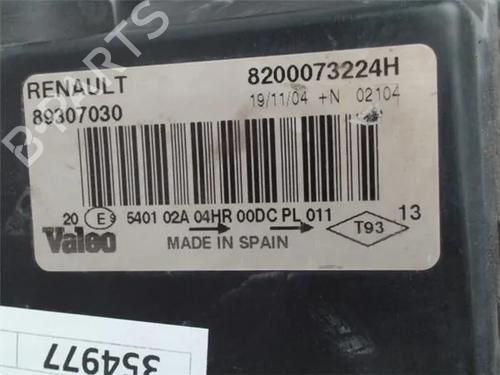 B-PARTS
RENAULT 8200073224H
89307030 19/11/04 +N 02104
20 E9 5401 02A 04HR 00DC PL 011 13
Valeo MADE IN SPAIN T93
354977